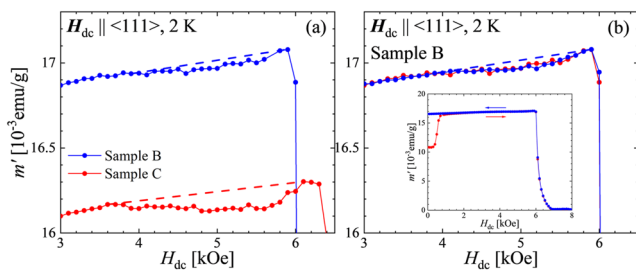 H_dc || <111>, 2 K (a)
17
16.5
16
m′ [10⁻³ emu/g]
Sample B
Sample C
3 4 5 6
H_dc [kOe]
H_dc || <111>, 2 K (b)
Sample B
17
16.5
16
m′ [10⁻³ emu/g]
20
15
10
5
0
0 2 4 6 8
H_dc [kOe]
3 4 5 6
H_dc [kOe]